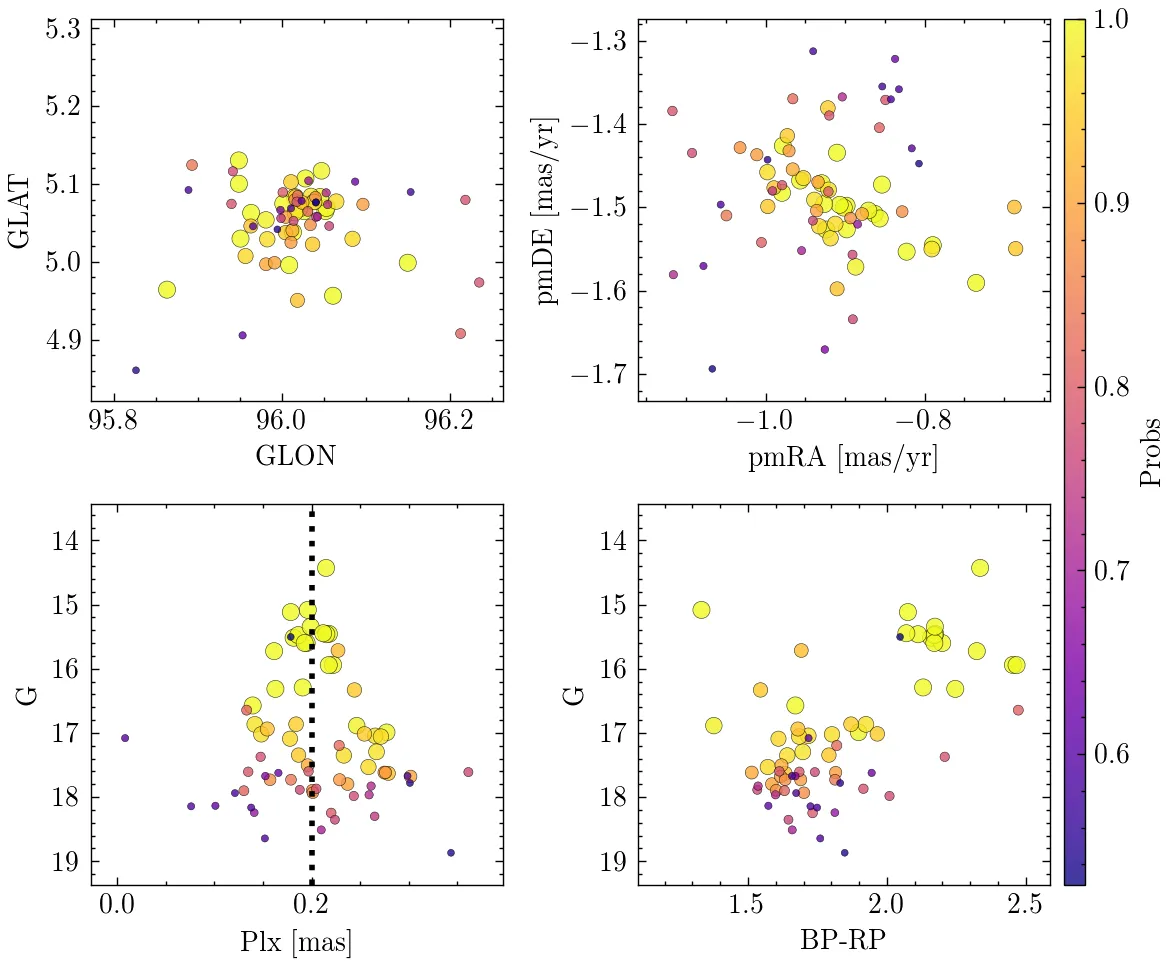 5.3
5.2
5.1
5.0
4.9
GLAT
95.8 96.0 96.2
GLON
−1.3
−1.4
−1.5
−1.6
−1.7
pmDE [mas/yr]
−1.0 −0.8
pmRA [mas/yr]
14
15
16
17
18
19
G
0.0 0.2
Plx [mas]
14
15
16
17
18
19
G
1.5 2.0 2.5
BP-RP
1.0
0.9
0.8
0.7
0.6
Probs